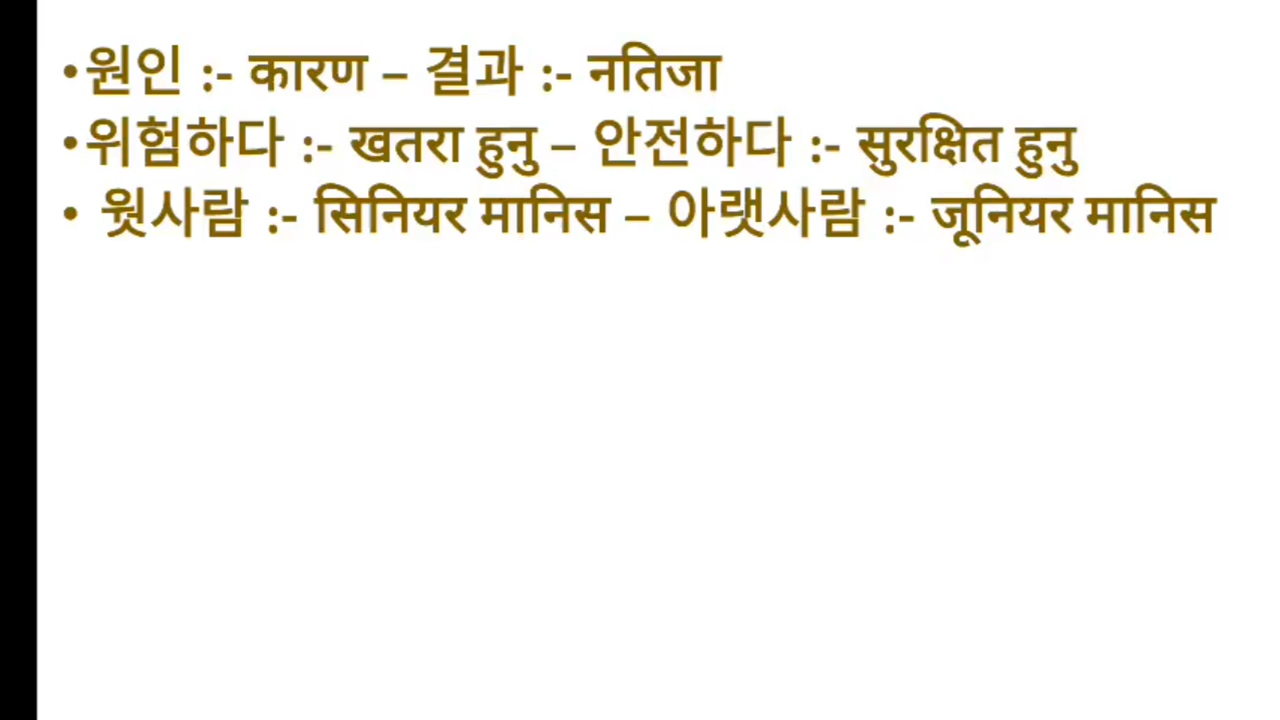 •원인 :- कारण – 결과 :- नतिजा
•위험하다 :- खतरा हुनु – 안전하다 :- सुरक्षित हुनु
• 웟사람 :- सिनियर मानिस – 아랫사람 :- जूनियर मानिस